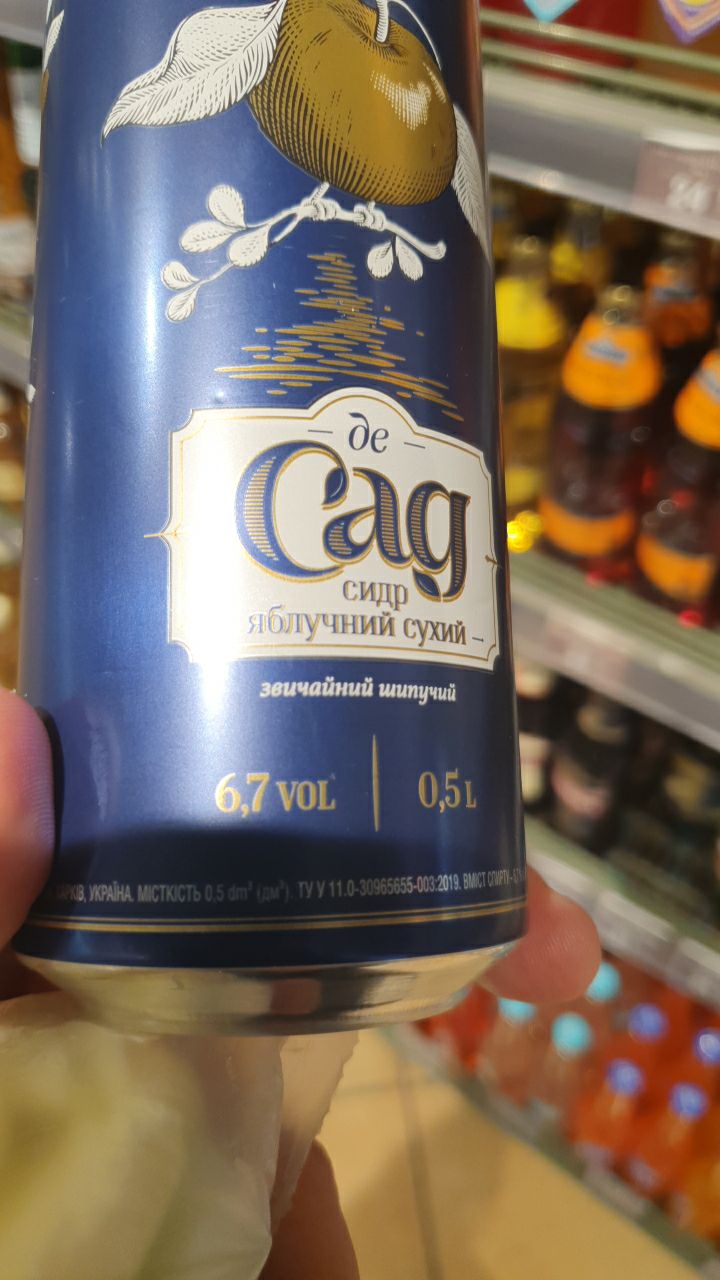 де
Сад
сидр
яблучний сухий
звичайний шипучий
6,7 VOL
0,5 L
УКРАЇНА. МІСТКІСТЬ 0,5 dm³ (дм³). ТУ У 11.0-30965655-003:2019. ВМІСТ СПИРТУ-
24